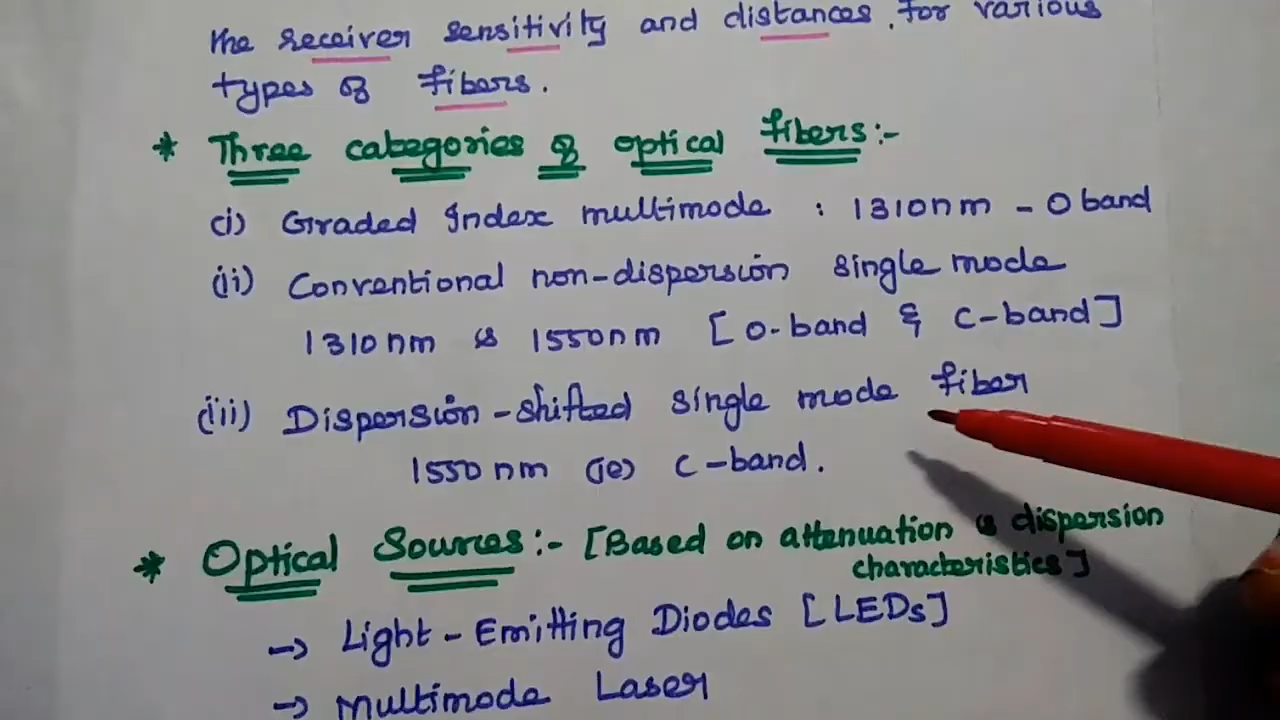 the receiver sensitivity and distances for various
types of fibers.
* Three categories of optical fibers:-
(i) Graded Index multimode : 1310nm - O band
(ii) Conventional non-dispersion single mode
1310nm & 1550nm [O-band & C-band]
(iii) Dispersion-shifted single mode fiber
1550nm (ie) C-band.
* Optical Sources:- [Based on attenuation & dispersion
characteristics]
→ Light-Emitting Diodes [LEDs]
→ Multimode Laser